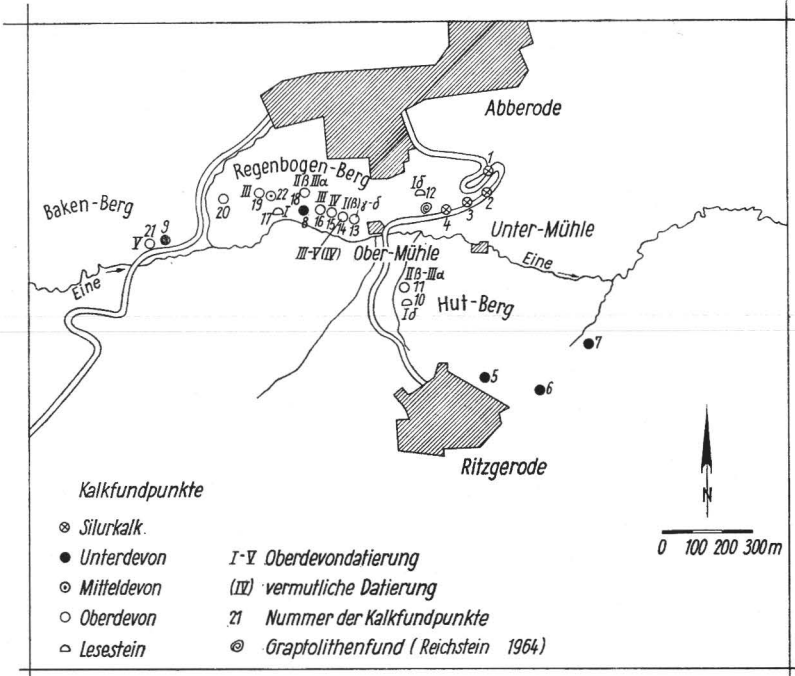 Abberode
Regenbogen-Berg
Baken-Berg
1
2
3
4
Iδ
12
IIβ IIIα
18
III
19
22
20
17 I
8
III
16
IV
15
I(β)γ-δ
14
13
III-V(IV)
21
V
9
Unter-Mühle
Ober-Mühle
Eine
Eine
IIβ-IIIα
11
10
Iδ
Hut-Berg
7
5
6
Ritzgerode
N
0 100 200 300m
Kalkfundpunkte
Silurkalk.
Unterdevon
Mitteldevon
Oberdevon
Lesestein
I-V Oberdevondatierung
(IV) vermutliche Datierung
21 Nummer der Kalkfundpunkte
Graptolithenfund (Reichstein 1964)